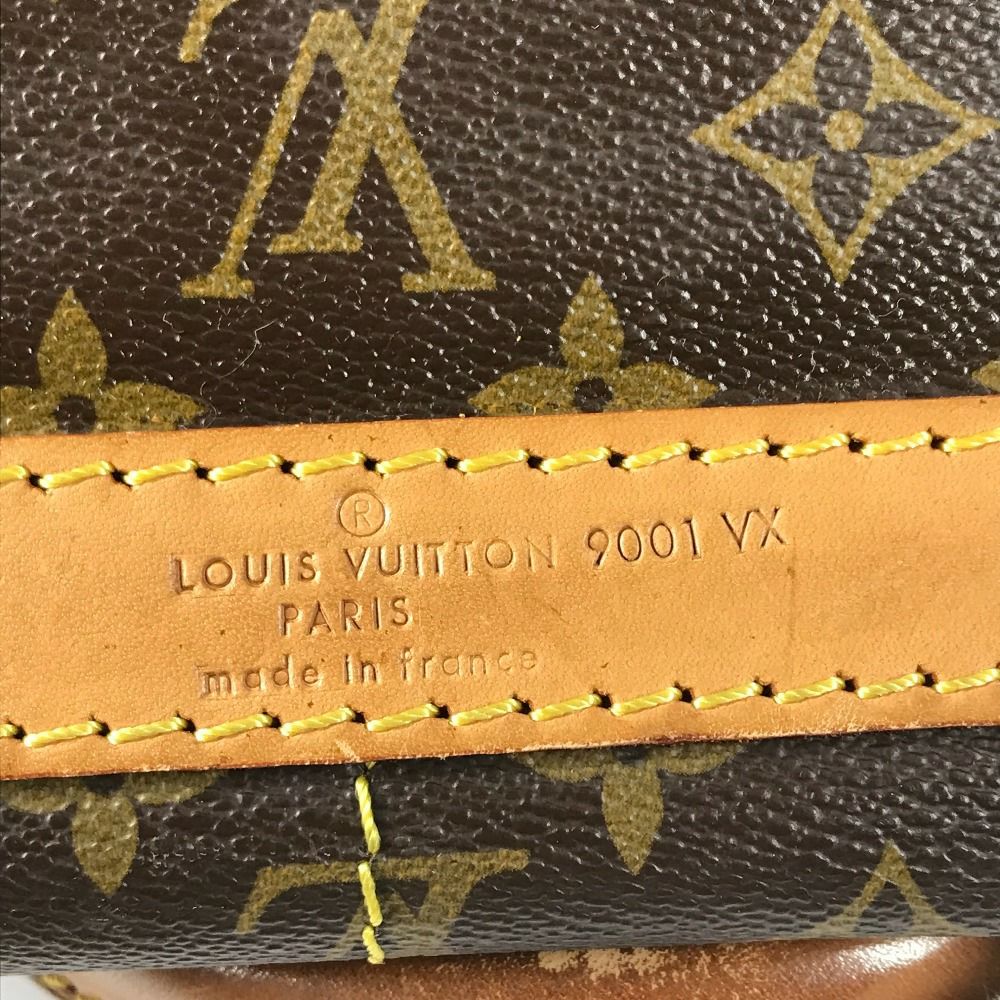 ®
LOUIS VUITTON 9001 VX
PARIS
made in france